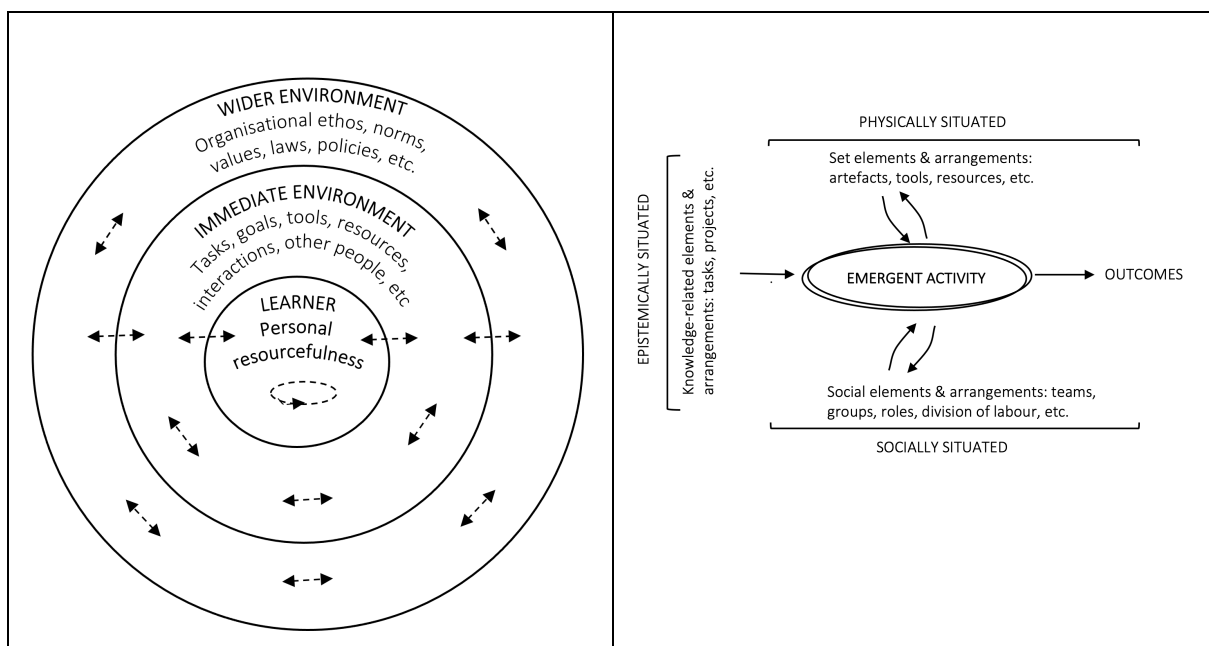 WIDER ENVIRONMENT
Organisational ethos, norms,
values, laws, policies, etc.
IMMEDIATE ENVIRONMENT
Tasks, goals, tools, resources,
interactions, other people, etc
LEARNER
Personal
resourcefulness
EPISTEMICALLY SITUATED
Knowledge-related elements &
arrangements: tasks, projects, etc.
PHYSICALLY SITUATED
Set elements & arrangements:
artefacts, tools, resources, etc.
EMERGENT ACTIVITY
OUTCOMES
Social elements & arrangements: teams,
groups, roles, division of labour, etc.
SOCIALLY SITUATED